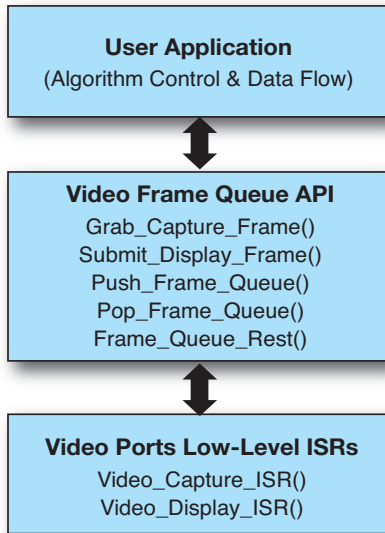 User Application
(Algorithm Control & Data Flow)
Video Frame Queue API
Grab_Capture_Frame()
Submit_Display_Frame()
Push_Frame_Queue()
Pop_Frame_Queue()
Frame_Queue_Rest()
Video Ports Low-Level ISRs
Video_Capture_ISR()
Video_Display_ISR()